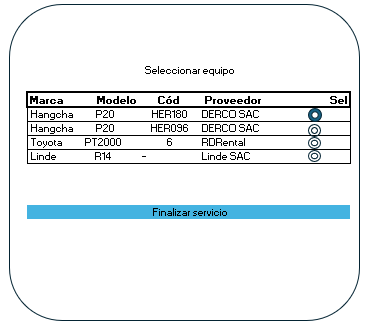 Seleccionar equipo
Marca Modelo Cód Proveedor Sel
Hangcha P20 HER180 DERCO SAC
Hangcha P20 HER096 DERCO SAC
Toyota PT2000 6 RDRental
Linde R14 - Linde SAC
Finalizar servicio